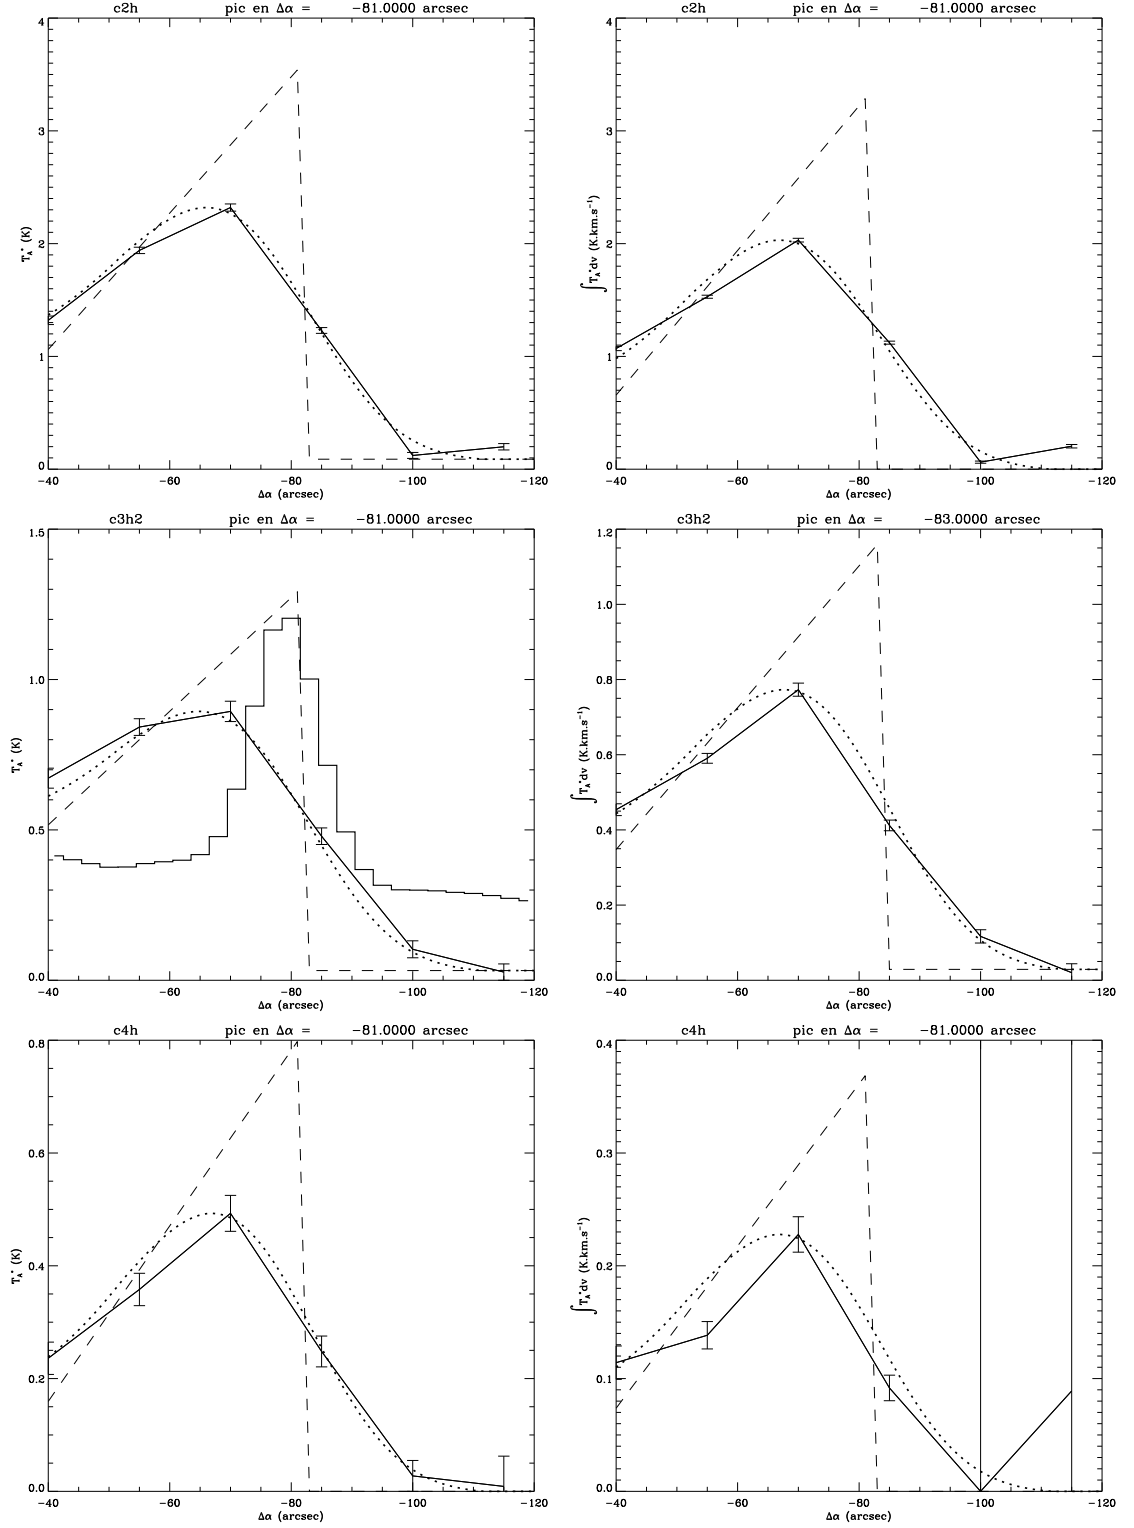 c2h pic en Δα = -81.0000 arcsec
4
3
2
1
0
T_A* (K)
-40 -60 -80 -100 -120
Δα (arcsec)
c2h pic en Δα = -81.0000 arcsec
4
3
2
1
0
∫T_A*dv (K.km.s⁻¹)
-40 -60 -80 -100 -120
Δα (arcsec)
c3h2 pic en Δα = -81.0000 arcsec
1.5
1.0
0.5
0.0
T_A* (K)
-40 -60 -80 -100 -120
Δα (arcsec)
c3h2 pic en Δα = -83.0000 arcsec
1.2
1.0
0.8
0.6
0.4
0.2
0.0
∫T_A*dv (K.km.s⁻¹)
-40 -60 -80 -100 -120
Δα (arcsec)
c4h pic en Δα = -81.0000 arcsec
0.8
0.6
0.4
0.2
0.0
T_A* (K)
-40 -60 -80 -100 -120
Δα (arcsec)
c4h pic en Δα = -81.0000 arcsec
0.4
0.3
0.2
0.1
0.0
∫T_A*dv (K.km.s⁻¹)
-40 -60 -80 -100 -120
Δα (arcsec)